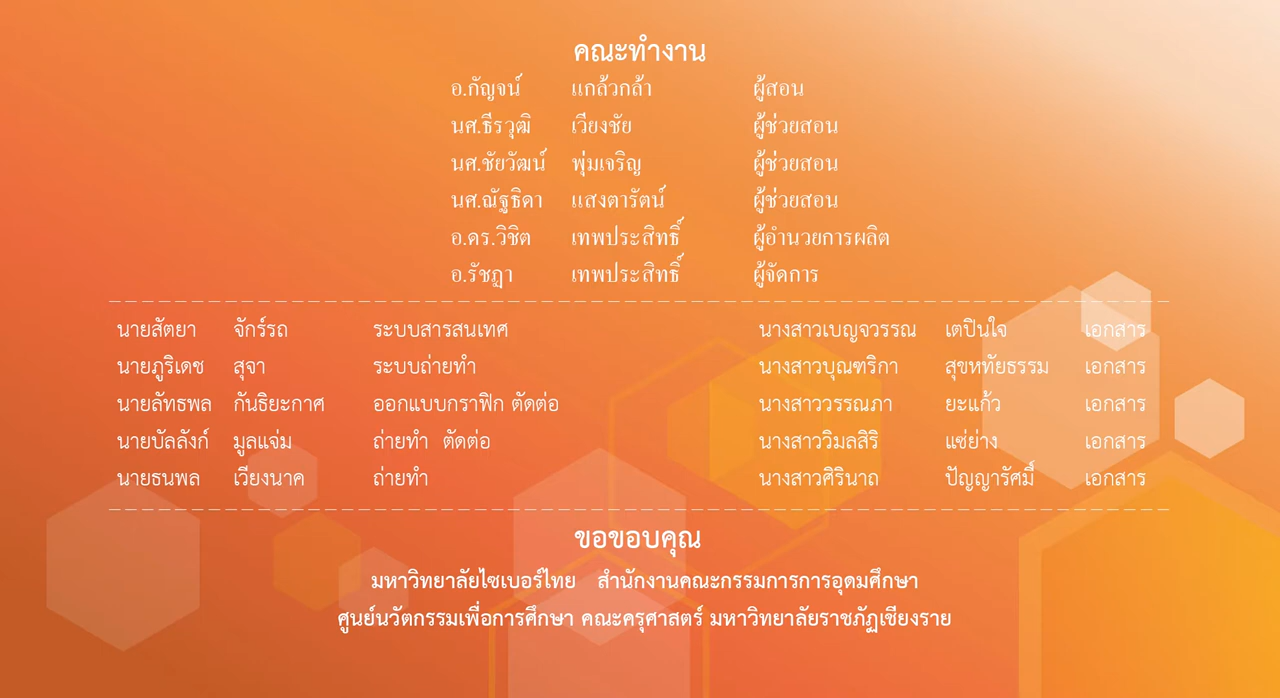 คณะทำงาน
อ.กัญจน์ แกล้วกล้า ผู้สอน
นศ.ธีรวุฒิ เวียงชัย ผู้ช่วยสอน
นศ.ชัยวัฒน์ พุ่มเจริญ ผู้ช่วยสอน
นศ.ณัฐธิดา แสงดารัตน์ ผู้ช่วยสอน
อ.ดร.วิชิต เทพประสิทธิ์ ผู้อำนวยการผลิต
อ.รัชฎา เทพประสิทธิ์ ผู้จัดการ
นายสัตยา จักร์รถ ระบบสารสนเทศ นางสาวเบญจวรรณ เตปินใจ เอกสาร
นายภูริเดช สุจา ระบบถ่ายทำ นางสาวบุณฑริกา สุขหทัยธรรม เอกสาร
นายลัทธพล กันธิยะกาศ ออกแบบกราฟิก ตัดต่อ นางสาววรรณภา ยะแก้ว เอกสาร
นายบัลลังก์ มูลแจ่ม ถ่ายทำ ตัดต่อ นางสาววิมลสิริ แซ่ย่าง เอกสาร
นายธนพล เวียงนาค ถ่ายทำ นางสาวศิรินาถ ปัญญารัศมี์ เอกสาร
ขอขอบคุณ
มหาวิทยาลัยไซเบอร์ไทย สำนักงานคณะกรรมการการอุดมศึกษา
ศูนย์นวัตกรรมเพื่อการศึกษา คณะครุศาสตร์ มหาวิทยาลัยราชภัฏเชียงราย